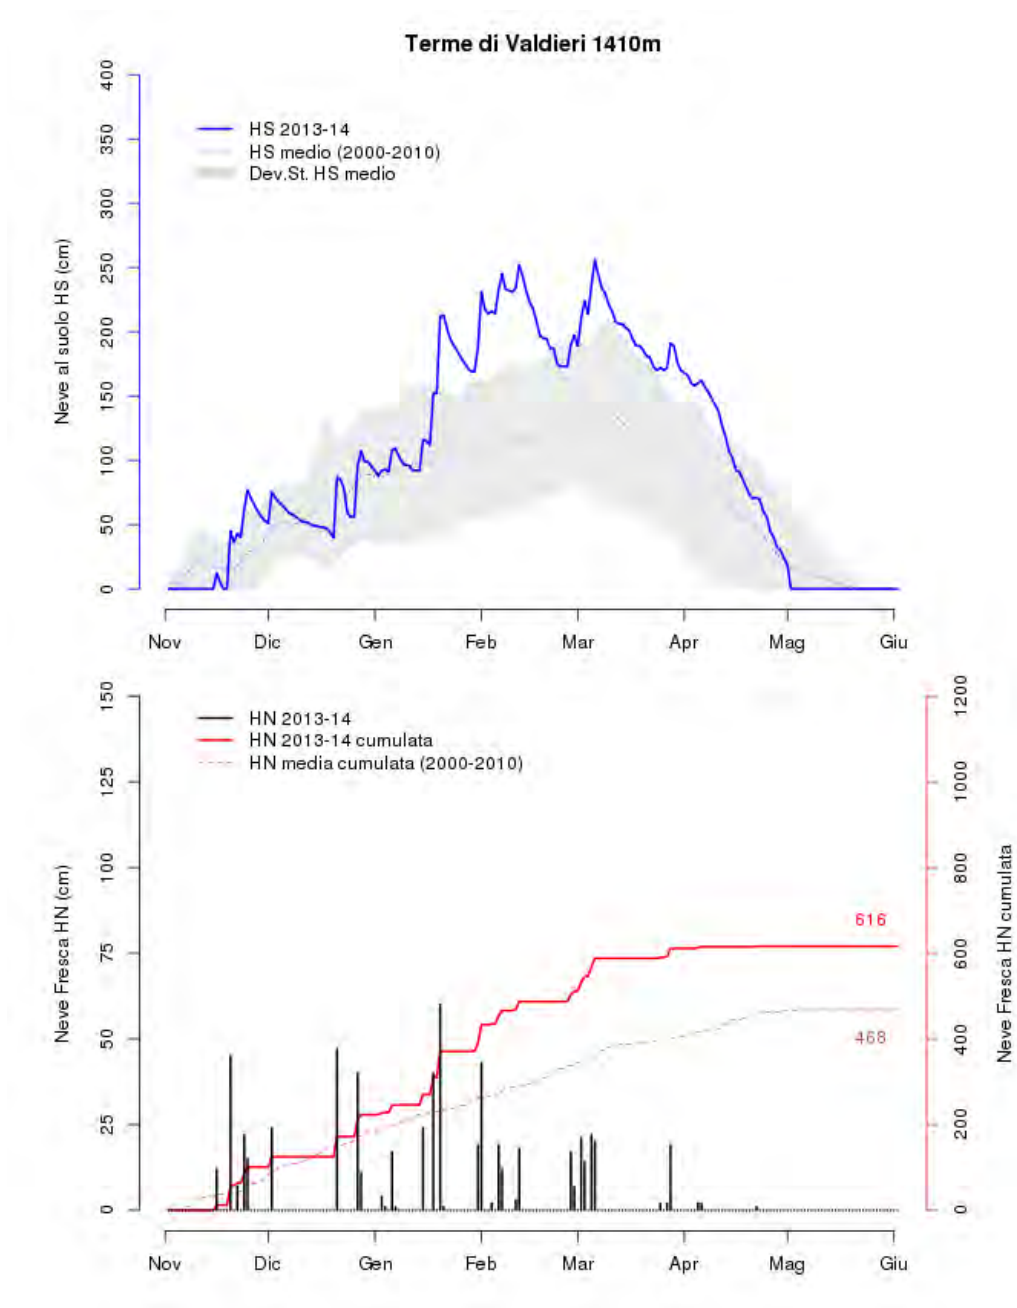 Terme di Valdieri 1410m
400
350
300
250
200
150
100
50
0
Neve al suolo HS (cm)
HS 2013-14
HS medio (2000-2010)
Dev.St. HS medio
Nov Dic Gen Feb Mar Apr Mag Giu
150
125
100
75
50
25
0
Neve Fresca HN (cm)
HN 2013-14
HN 2013-14 cumulata
HN media cumulata (2000-2010)
616
468
1200
1000
800
600
400
200
0
Neve Fresca HN cumulata
Nov Dic Gen Feb Mar Apr Mag Giu